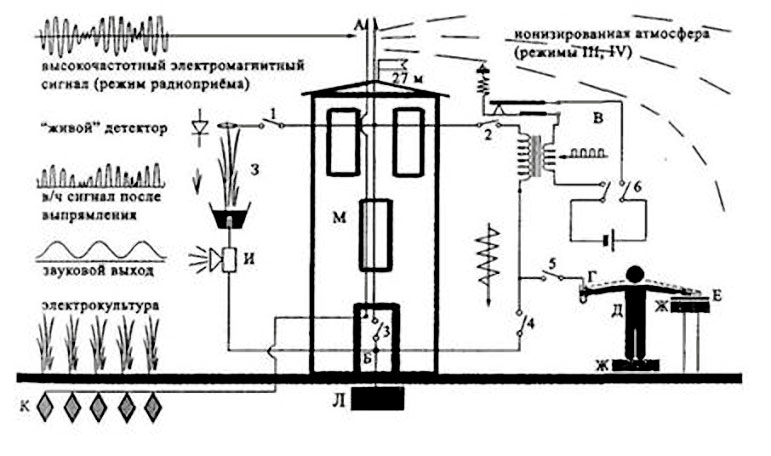 А
ионизированная атмосфера
(режимы III, IV)
высокочастотный электромагнитный
сигнал (режим радиоприёма)
27 м
"живой" детектор
1
2
В
З
6
в/ч сигнал после
выпрямления
М
И
звуковой выход
5
Г
Е
Ж
Д
электрокультура
3
4
Б
Ж
К
Л